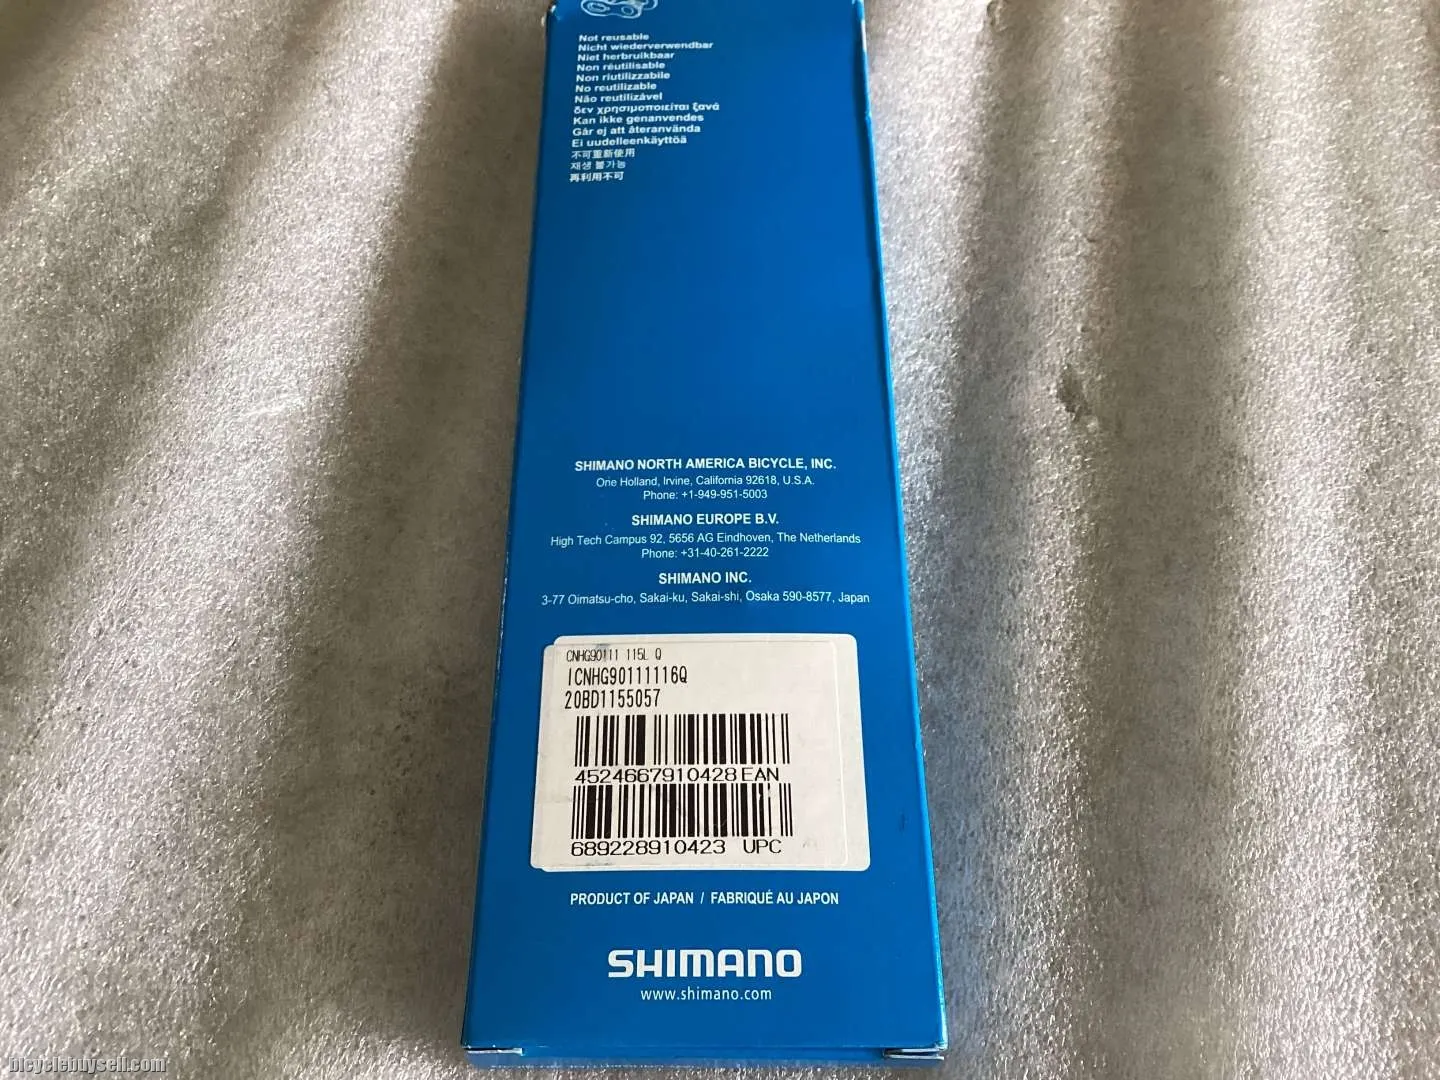 Not reusable
Nicht wiederverwendbar
Niet herbruikbaar
Non réutilisable
Non riutilizzabile
No reutilizable
Não reutilizável
δεν χρησιμοποιείται ξανά
Kan ikke genanvendes
Går ej att återanvända
Ei uudelleenkäyttöä
不可重新使用
재생 불가능
再利用不可
SHIMANO NORTH AMERICA BICYCLE, INC.
One Holland, Irvine, California 92618, U.S.A.
Phone: +1-949-951-5003
SHIMANO EUROPE B.V.
High Tech Campus 92, 5656 AG Eindhoven, The Netherlands
Phone: +31-40-261-2222
SHIMANO INC.
3-77 Oimatsu-cho, Sakai-ku, Sakai-shi, Osaka 590-8577, Japan
CNHG90111 115L Q
ICNHG90111116Q
20BD1155057
4524667910428 EAN
689228910423 UPC
PRODUCT OF JAPAN / FABRIQUÉ AU JAPON
SHIMANO
www.shimano.com
bicyclebuysell.com